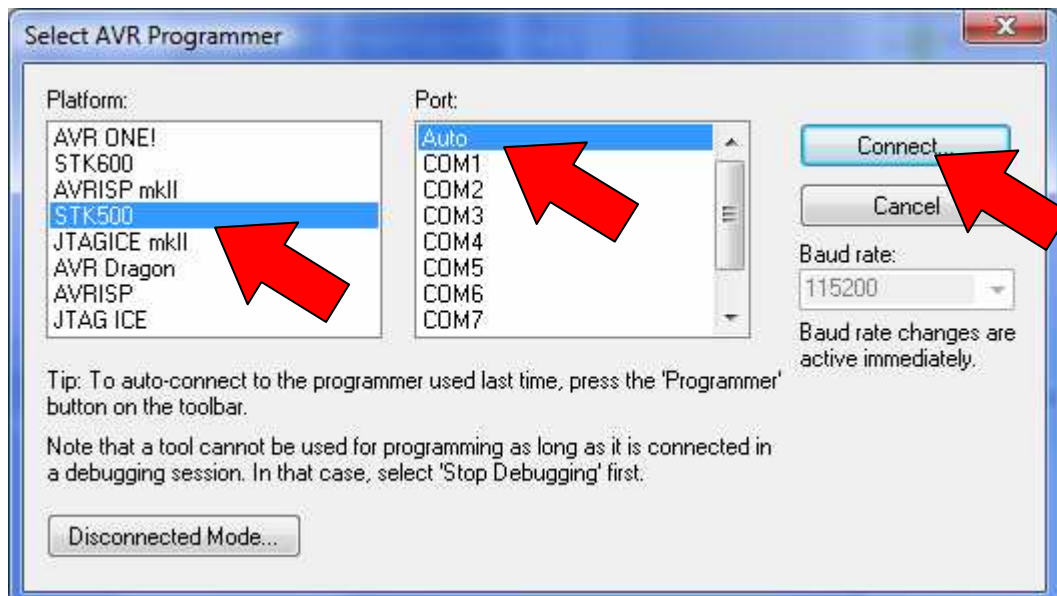 Select AVR Programmer
Platform:
AVR ONE!
STK600
AVRISP mkII
STK500
JTAGICE mkII
AVR Dragon
AVRISP
JTAG ICE
Port:
Auto
COM1
COM2
COM3
COM4
COM5
COM6
COM7
Connect...
Cancel
Baud rate:
115200
Baud rate changes are
active immediately.
Tip: To auto-connect to the programmer used last time, press the 'Programmer'
button on the toolbar.
Note that a tool cannot be used for programming as long as it is connected in
a debugging session. In that case, select 'Stop Debugging' first.
Disconnected Mode...